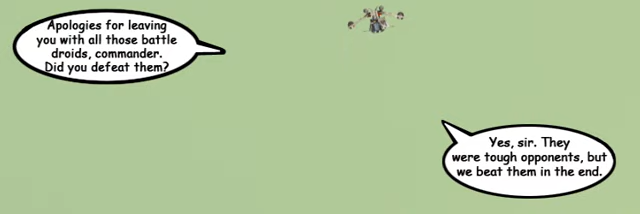 Apologies for leaving
you with all those battle
droids, commander.
Did you defeat them?
Yes, sir. They
were tough opponents, but
we beat them in the end.